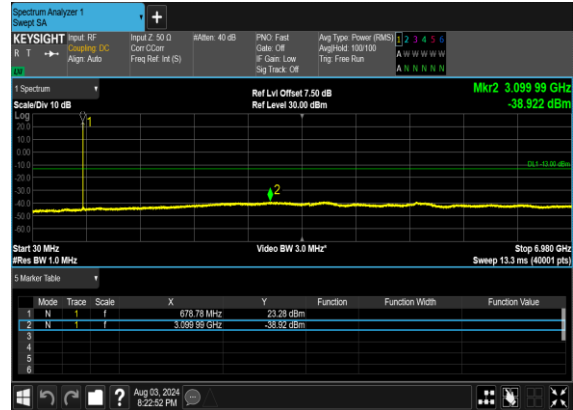 Spectrum Analyzer 1
Swept SA
+
KEYSIGHT Input: RF Input Z: 50 Ω #Atten: 40 dB PNO: Fast Avg Type: Power (RMS) 1 2 3 4 5 6
R T Coupling: DC Corr CCorr Gate: Off Avg|Hold: 100/100 A W W W W W
Align: Auto Freq Ref: Int (S) IF Gain: Low Trig: Free Run
LW Sig Track: Off A N N N N N
1 Spectrum Ref Lvl Offset 7.50 dB Mkr2 3.099 99 GHz
Scale/Div 10 dB Ref Level 30.00 dBm -38.922 dBm
Log
1
20.0
10.0
0.00
-10.0
DL1 -13.00 dBm
-20.0
-30.0
2
-40.0
-50.0
-60.0
Start 30 MHz Video BW 3.0 MHz* Stop 6.980 GHz
#Res BW 1.0 MHz Sweep 13.3 ms (40001 pts)
5 Marker Table
Mode Trace Scale X Y Function Function Width Function Value
1 N 1 f 678.78 MHz 23.28 dBm
2 N 1 f 3.099 99 GHz -38.92 dBm
3
4
5
6
? Aug 03, 2024
8:22:52 PM